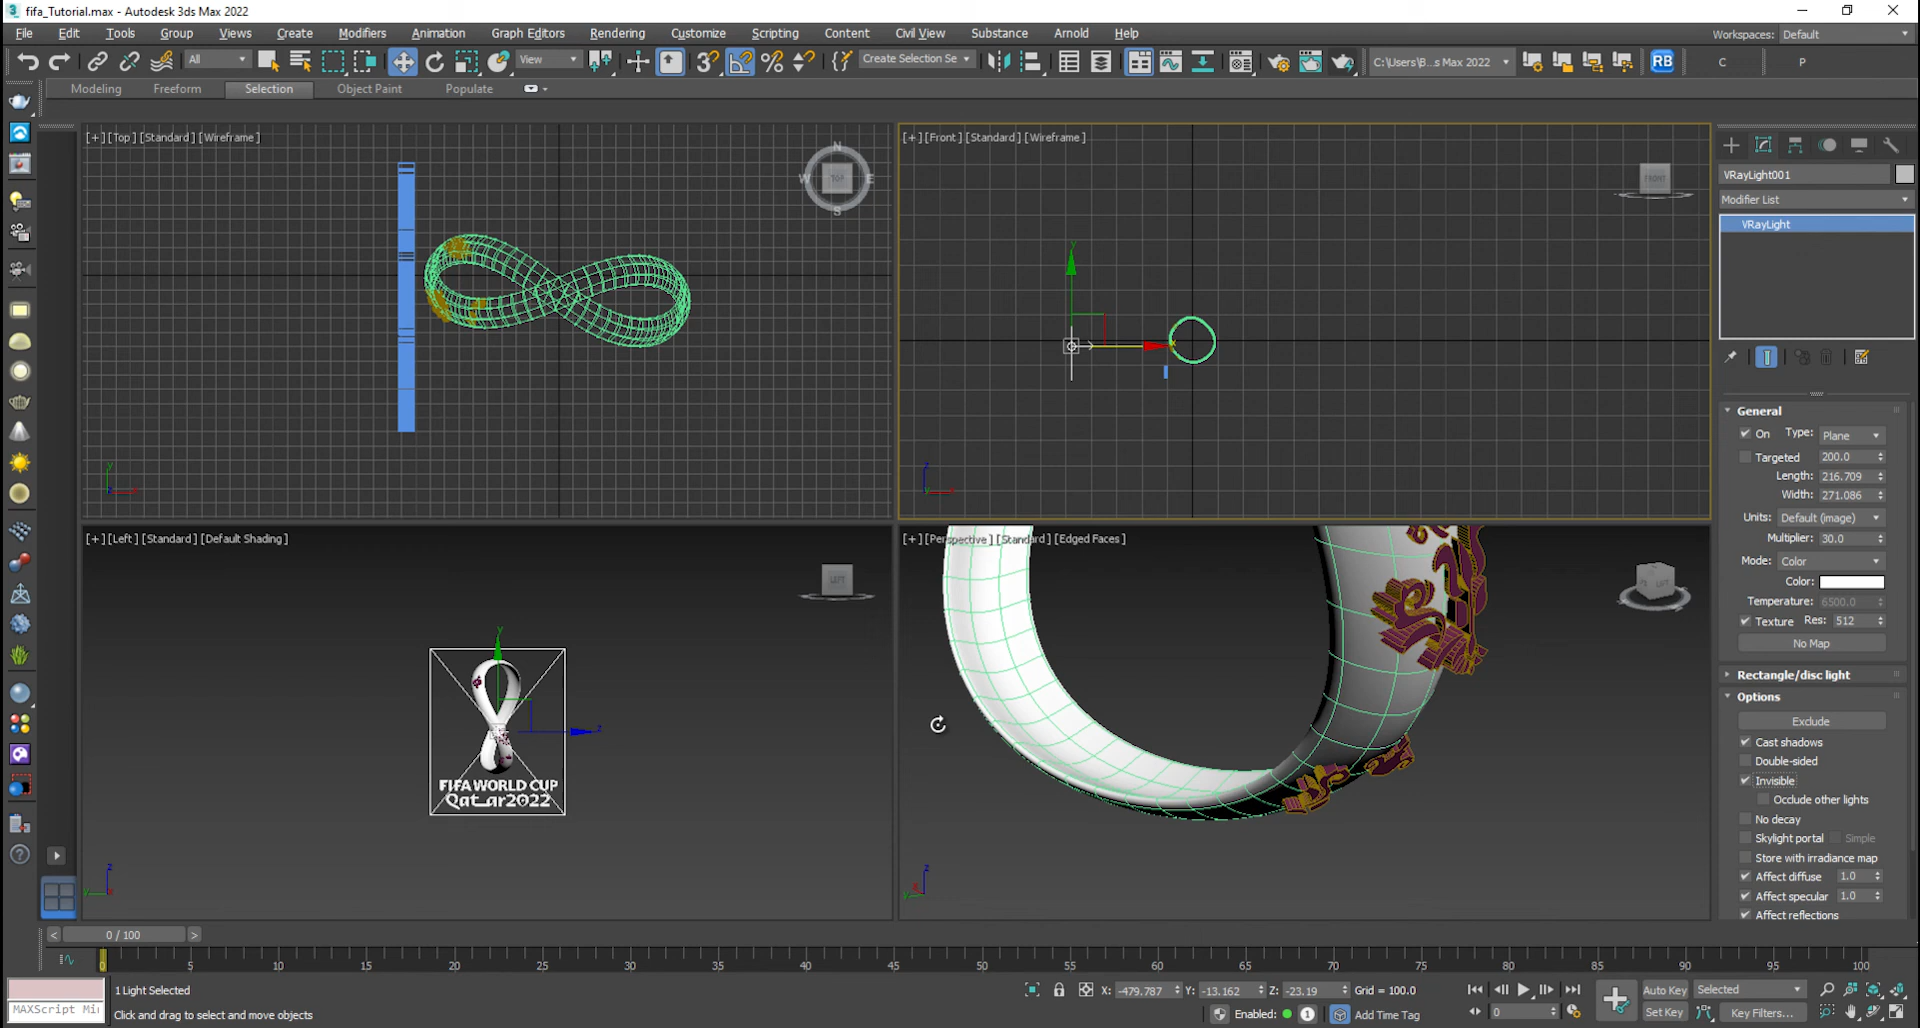 fifa_Tutorial.max - Autodesk 3ds Max 2022
File Edit Tools Group Views Create Modifiers Animation Graph Editors Rendering Customize Scripting Content Civil View Substance Arnold Help
Workspaces: Default
All View Create Selection Se C:\Users\B...s Max 2022 RB C P
Modeling Freeform Selection Object Paint Populate
[+] [Top] [Standard] [Wireframe]
N
W TOP E
S
y
[+] [Front] [Standard] [Wireframe]
FRONT
y
x
z
[+] [Left] [Standard] [Default Shading]
LEFT
y
z
FIFA WORLD CUP
Qatar2022
z
y
[+] [Perspective] [Standard] [Edged Faces]
LEFT
z
VRayLight001
Modifier List
VRayLight
General
On Type: Plane
Targeted 200.0
Length: 216.709
Width: 271.086
Units: Default (image)
Multiplier: 30.0
Mode: Color
Color:
Temperature: 6500.0
Texture Res: 512
No Map
Rectangle/disc light
Options
Exclude
Cast shadows
Double-sided
Invisible
Occlude other lights
No decay
Skylight portal Simple
Store with irradiance map
Affect diffuse 1.0
Affect specular 1.0
Affect reflections
< 0 / 100 >
0 5 10 15 20 25 30 35 40 45 50 55 60 65 70 75 80 85 90 95 100
1 Light Selected
X: -479.787 Y: -13.162 Z: -23.19 Grid = 100.0
Auto Key Selected
MAXScript Mi
Click and drag to select and move objects
Enabled: 1 Add Time Tag
0
Set Key Key Filters...